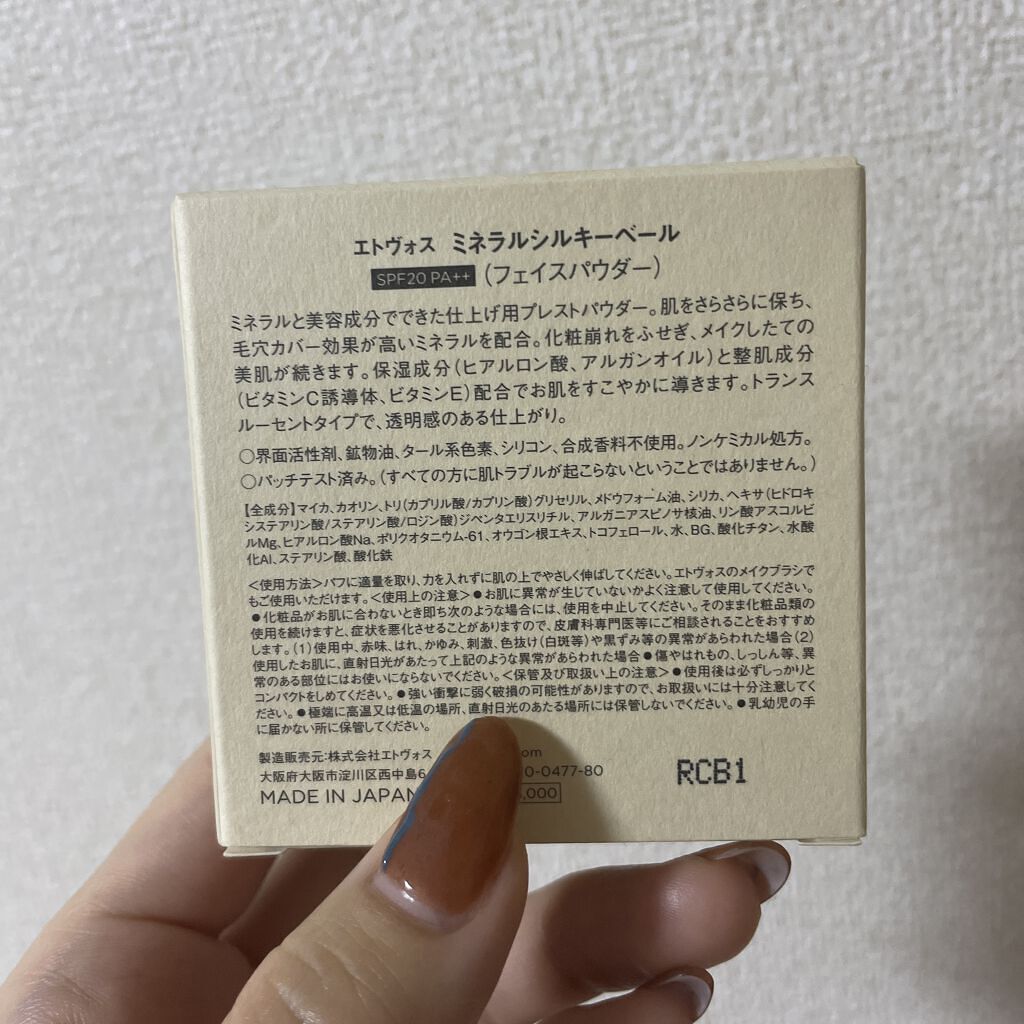 エトヴォス ミネラルシルキーベール
SPF20 PA++ (フェイスパウダー)
ミネラルと美容成分でできた仕上げ用プレストパウダー。肌をさらさらに保ち、
毛穴カバー効果が高いミネラルを配合。化粧崩れをふせぎ、メイクしたての
美肌が続きます。保湿成分(ヒアルロン酸、アルガンオイル)と整肌成分
(ビタミンC誘導体、ビタミンE)配合でお肌をすこやかに導きます。トランス
ルーセントタイプで、透明感のある仕上がり。
○界面活性剤、鉱物油、タール系色素、シリコン、合成香料不使用。ノンケミカル処方。
○パッチテスト済み。(すべての方に肌トラブルが起こらないということではありません。)
【全成分】マイカ、カオリン、トリ(カプリル酸/カプリン酸)グリセリル、メドウフォーム油、シリカ、ヘキサ(ヒドロキ
システアリン酸/ステアリン酸/ロジン酸)ジペンタエリスリチル、アルガニアスピノサ核油、リン酸アスコルビ
ルMg、ヒアルロン酸Na、ポリクオタニウム-61、オウゴン根エキス、トコフェロール、水、BG、酸化チタン、水酸
化Al、ステアリン酸、酸化鉄
<使用方法>パフに適量を取り、力を入れずに肌の上でやさしく伸ばしてください。エトヴォスのメイクブラシで
もご使用いただけます。<使用上の注意>●お肌に異常が生じていないかよく注意して使用してください。
●化粧品がお肌に合わないとき即ち次のような場合には、使用を中止してください。そのまま化粧品類の
使用を続けますと、症状を悪化させることがありますので、皮膚科専門医等にご相談されることをおすすめ
します。(1)使用中、赤味、はれ、かゆみ、刺激、色抜け(白斑等)や黒ずみ等の異常があらわれた場合(2)
使用したお肌に、直射日光があたって上記のような異常があらわれた場合●傷やはれもの、しっしん等、異
常のある部位にはお使いにならないでください。<保管及び取扱い上の注意>●使用後は必ずしっかりと
コンパクトをしめてください。●強い衝撃に弱く破損の可能性がありますので、お取扱いには十分注意してく
ださい。●極端に高温又は低温の場所、直射日光のあたる場所には保管しないでください。●乳幼児の手
に届かない所に保管してください。
製造販売元:株式会社エトヴォス om
大阪府大阪市淀川区西中島6 0-0477-80
MADE IN JAPAN ,000
RCB1